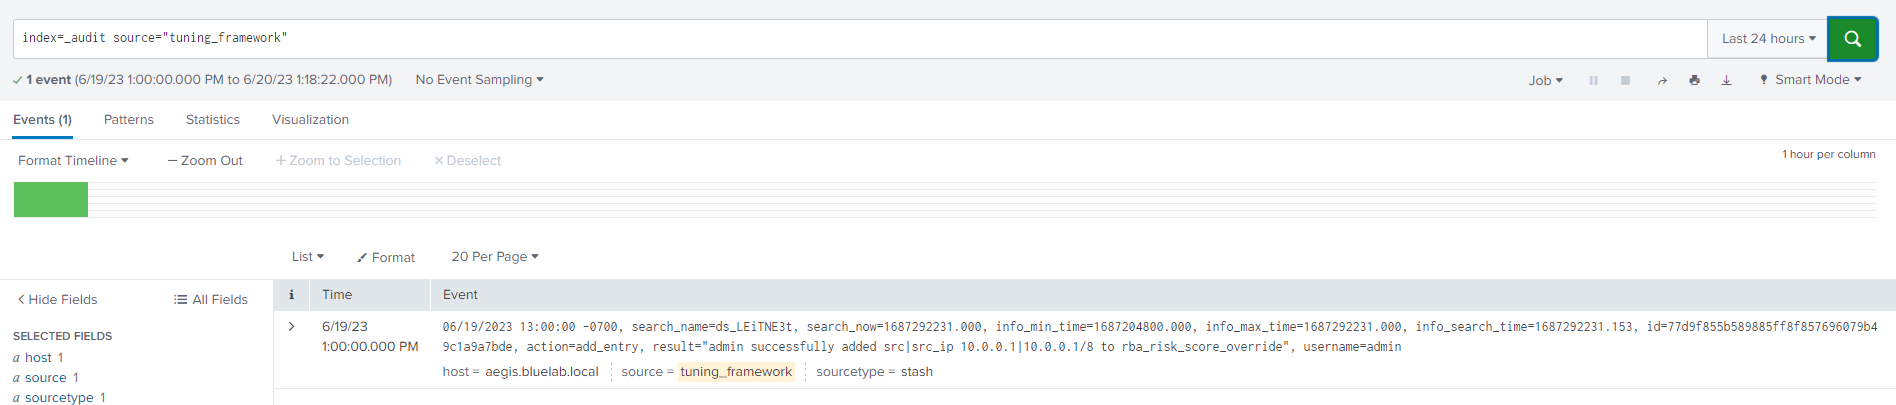 index=_audit source="tuning_framework"
Last 24 hours
1 event (6/19/23 1:00:00.000 PM to 6/20/23 1:18:22.000 PM)
No Event Sampling
Job
Smart Mode
Events (1)
Patterns
Statistics
Visualization
Format Timeline
Zoom Out
Zoom to Selection
Deselect
1 hour per column
List
Format
20 Per Page
Hide Fields
All Fields
i
Time
Event
SELECTED FIELDS
a host 1
a source 1
a sourcetype 1
6/19/23
1:00:00.000 PM
06/19/2023 13:00:00 -0700, search_name=ds_LEiTNE3t, search_now=1687292231.000, info_min_time=1687204800.000, info_max_time=1687292231.000, info_search_time=1687292231.153, id=77d9f855b589885ff8f857696079b4
9c1a9a7bde, action=add_entry, result="admin successfully added src|src_ip 10.0.0.1|10.0.0.1/8 to rba_risk_score_override", username=admin
host = aegis.bluelab.local source = tuning_framework sourcetype = stash